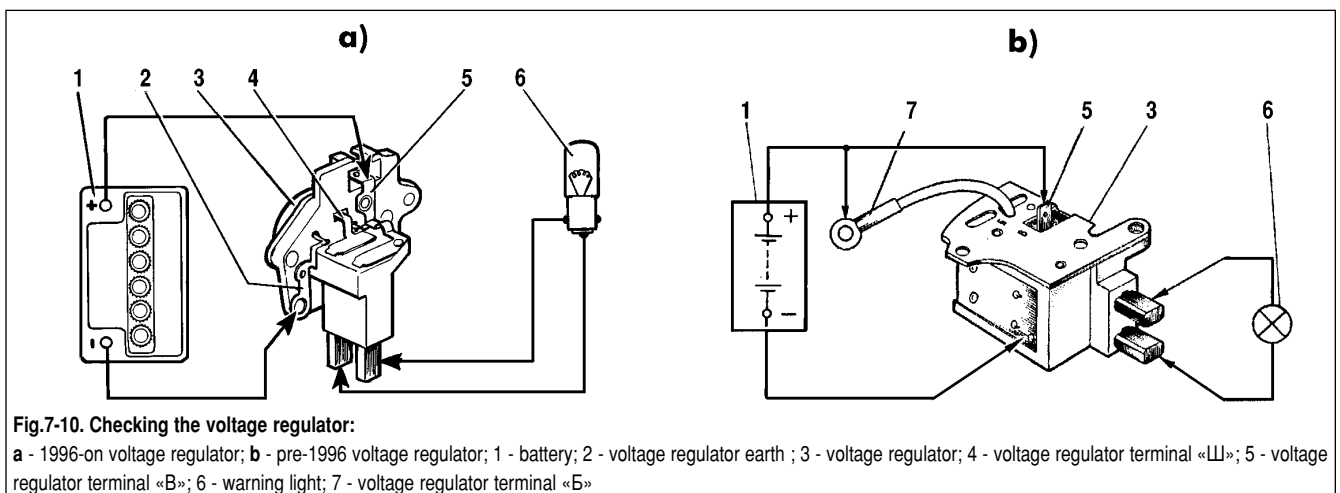 a)
b)
1 2 3 4 5 6
1 7 5 3 6
+
+
–
–
Fig.7-10. Checking the voltage regulator:
a - 1996-on voltage regulator; b - pre-1996 voltage regulator; 1 - battery; 2 - voltage regulator earth ; 3 - voltage regulator; 4 - voltage regulator terminal «Ш»; 5 - voltage
regulator terminal «В»; 6 - warning light; 7 - voltage regulator terminal «Б»